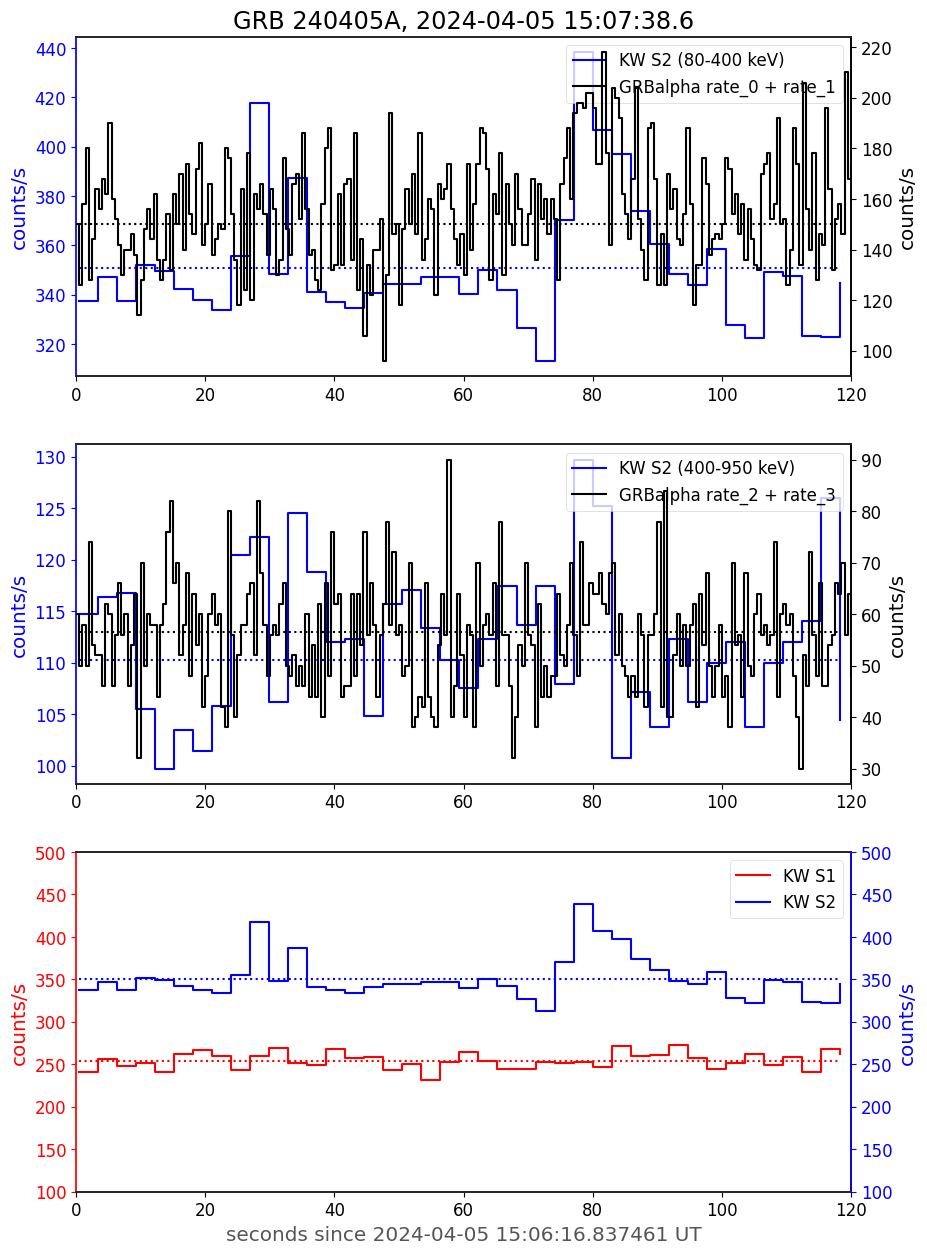 GRB 240405A, 2024-04-05 15:07:38.6
440
420
400
380
360
340
320
counts/s
KW S2 (80-400 keV)
GRBalpha rate_0 + rate_1
220
200
180
160
140
120
100
counts/s
0 20 40 60 80 100 120
130
125
120
115
110
105
100
counts/s
KW S2 (400-950 keV)
GRBalpha rate_2 + rate_3
90
80
70
60
50
40
30
counts/s
0 20 40 60 80 100 120
500
450
400
350
300
250
200
150
100
counts/s
KW S1
KW S2
500
450
400
350
300
250
200
150
100
counts/s
0 20 40 60 80 100 120
seconds since 2024-04-05 15:06:16.837461 UT